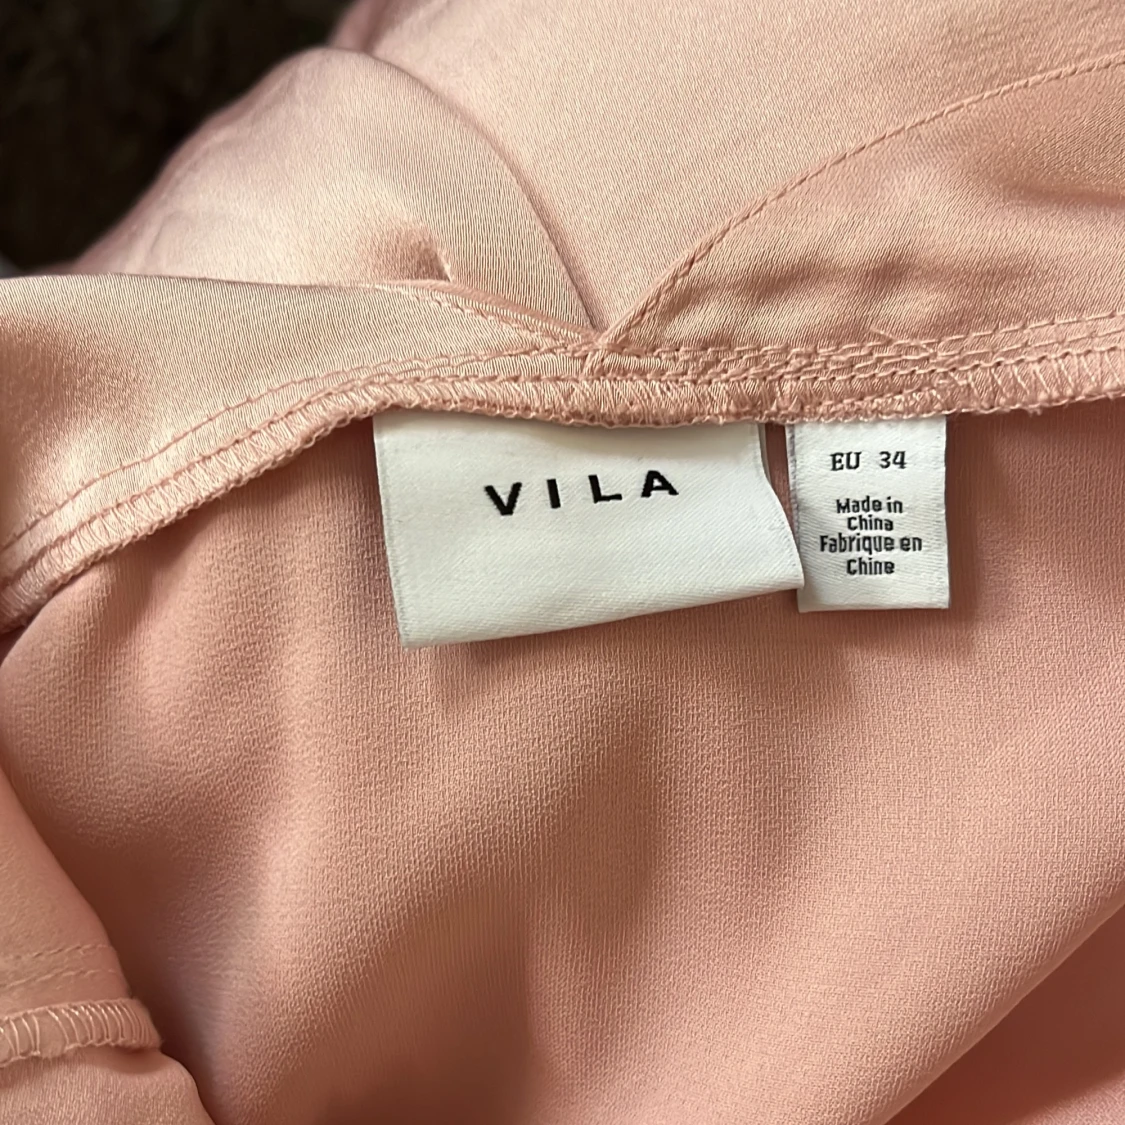 VILA
EU 34
Made in
China
Fabrique en
Chine